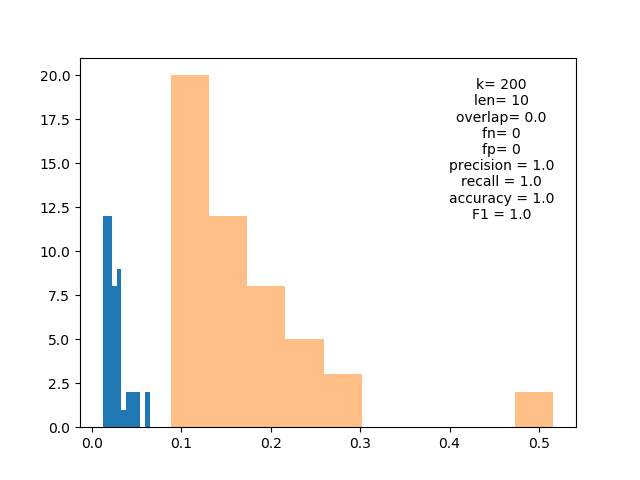 20.0
17.5
15.0
12.5
10.0
7.5
5.0
2.5
0.0
0.0
0.1
0.2
0.3
0.4
0.5
k= 200
len= 10
overlap= 0.0
fn= 0
fp= 0
precision = 1.0
recall = 1.0
accuracy = 1.0
F1 = 1.0